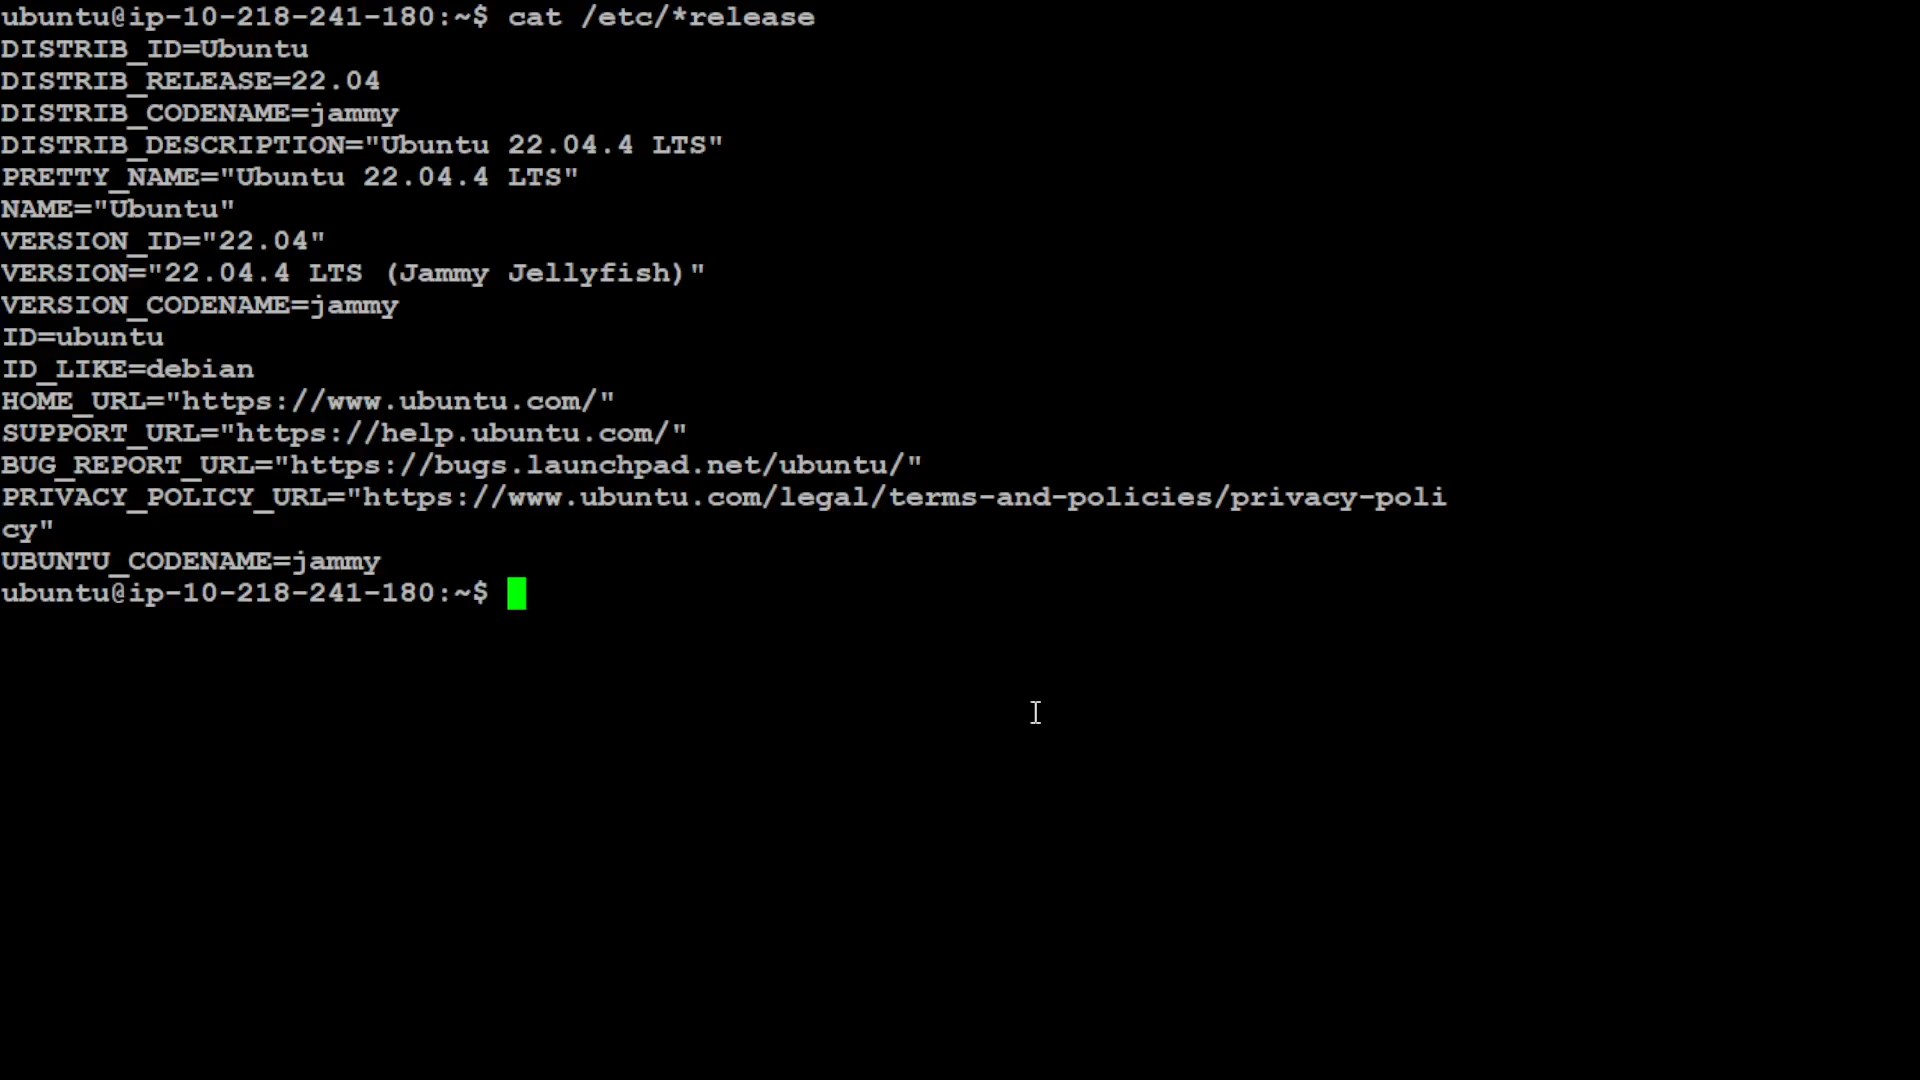 ubuntu@ip-10-218-241-180:~$ cat /etc/*release
DISTRIB_ID=Ubuntu
DISTRIB_RELEASE=22.04
DISTRIB_CODENAME=jammy
DISTRIB_DESCRIPTION="Ubuntu 22.04.4 LTS"
PRETTY_NAME="Ubuntu 22.04.4 LTS"
NAME="Ubuntu"
VERSION_ID="22.04"
VERSION="22.04.4 LTS (Jammy Jellyfish)"
VERSION_CODENAME=jammy
ID=ubuntu
ID_LIKE=debian
HOME_URL="https://www.ubuntu.com/"
SUPPORT_URL="https://help.ubuntu.com/"
BUG_REPORT_URL="https://bugs.launchpad.net/ubuntu/"
PRIVACY_POLICY_URL="https://www.ubuntu.com/legal/terms-and-policies/privacy-poli
cy"
UBUNTU_CODENAME=jammy
ubuntu@ip-10-218-241-180:~$